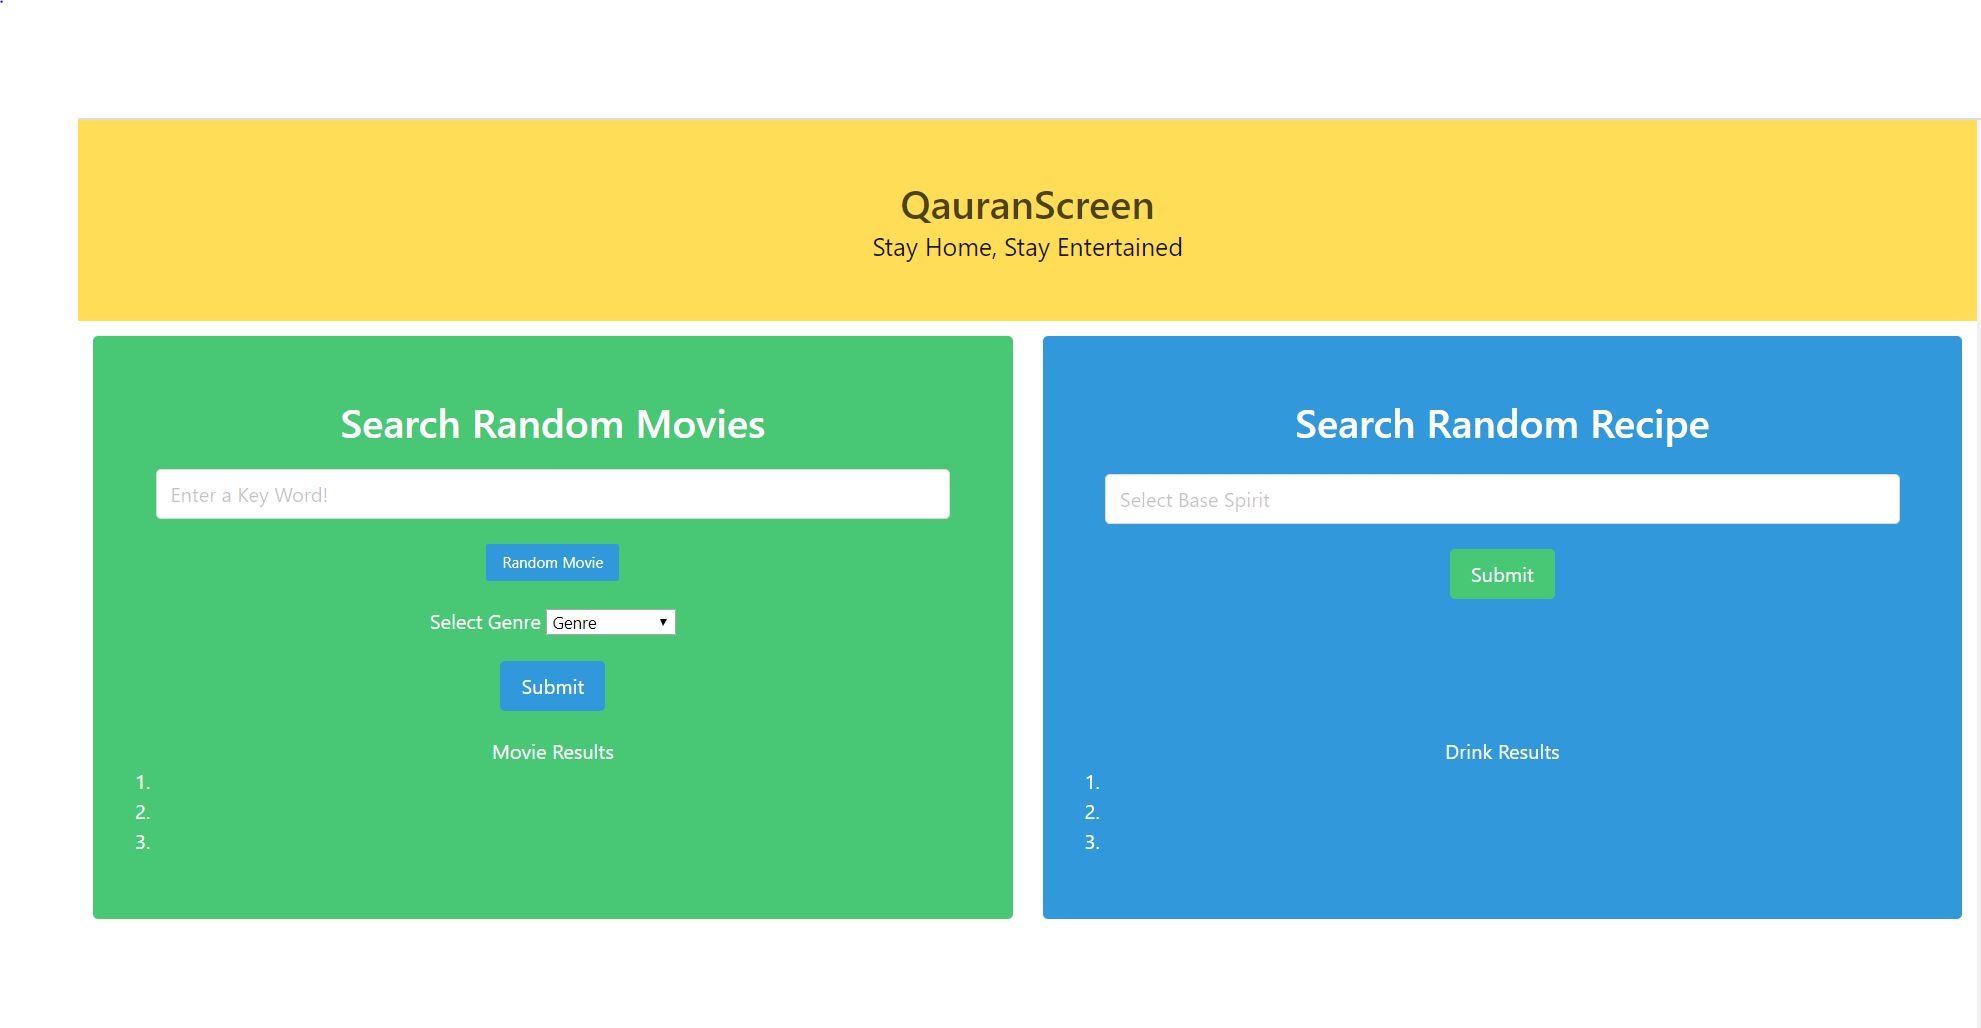 QauranScreen
Stay Home, Stay Entertained
Search Random Movies
Enter a Key Word!
Random Movie
Select Genre Genre
Submit
Movie Results
1.
2.
3.
Search Random Recipe
Select Base Spirit
Submit
Drink Results
1.
2.
3.